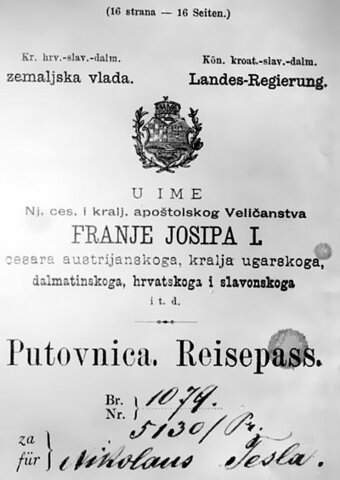 (16 strana — 16 Seiten.)
Kr. hrv.-slav.-dalm. Kön. kroat.-slav.-dalm.
zemaljska vlada. Landes-Regierung.
U IME
Nj. ces. i kralj. apoštolskog Veličanstva
FRANJE JOSIPA I.
cesara austrijanskoga, kralja ugarskoga,
dalmatinskoga, hrvatskoga i slavonskoga
i t. d.
Putovnica. Reisepass.
Br. 1079.
Nr. 5130/Pr.
za
für Nikolaus Tesla.